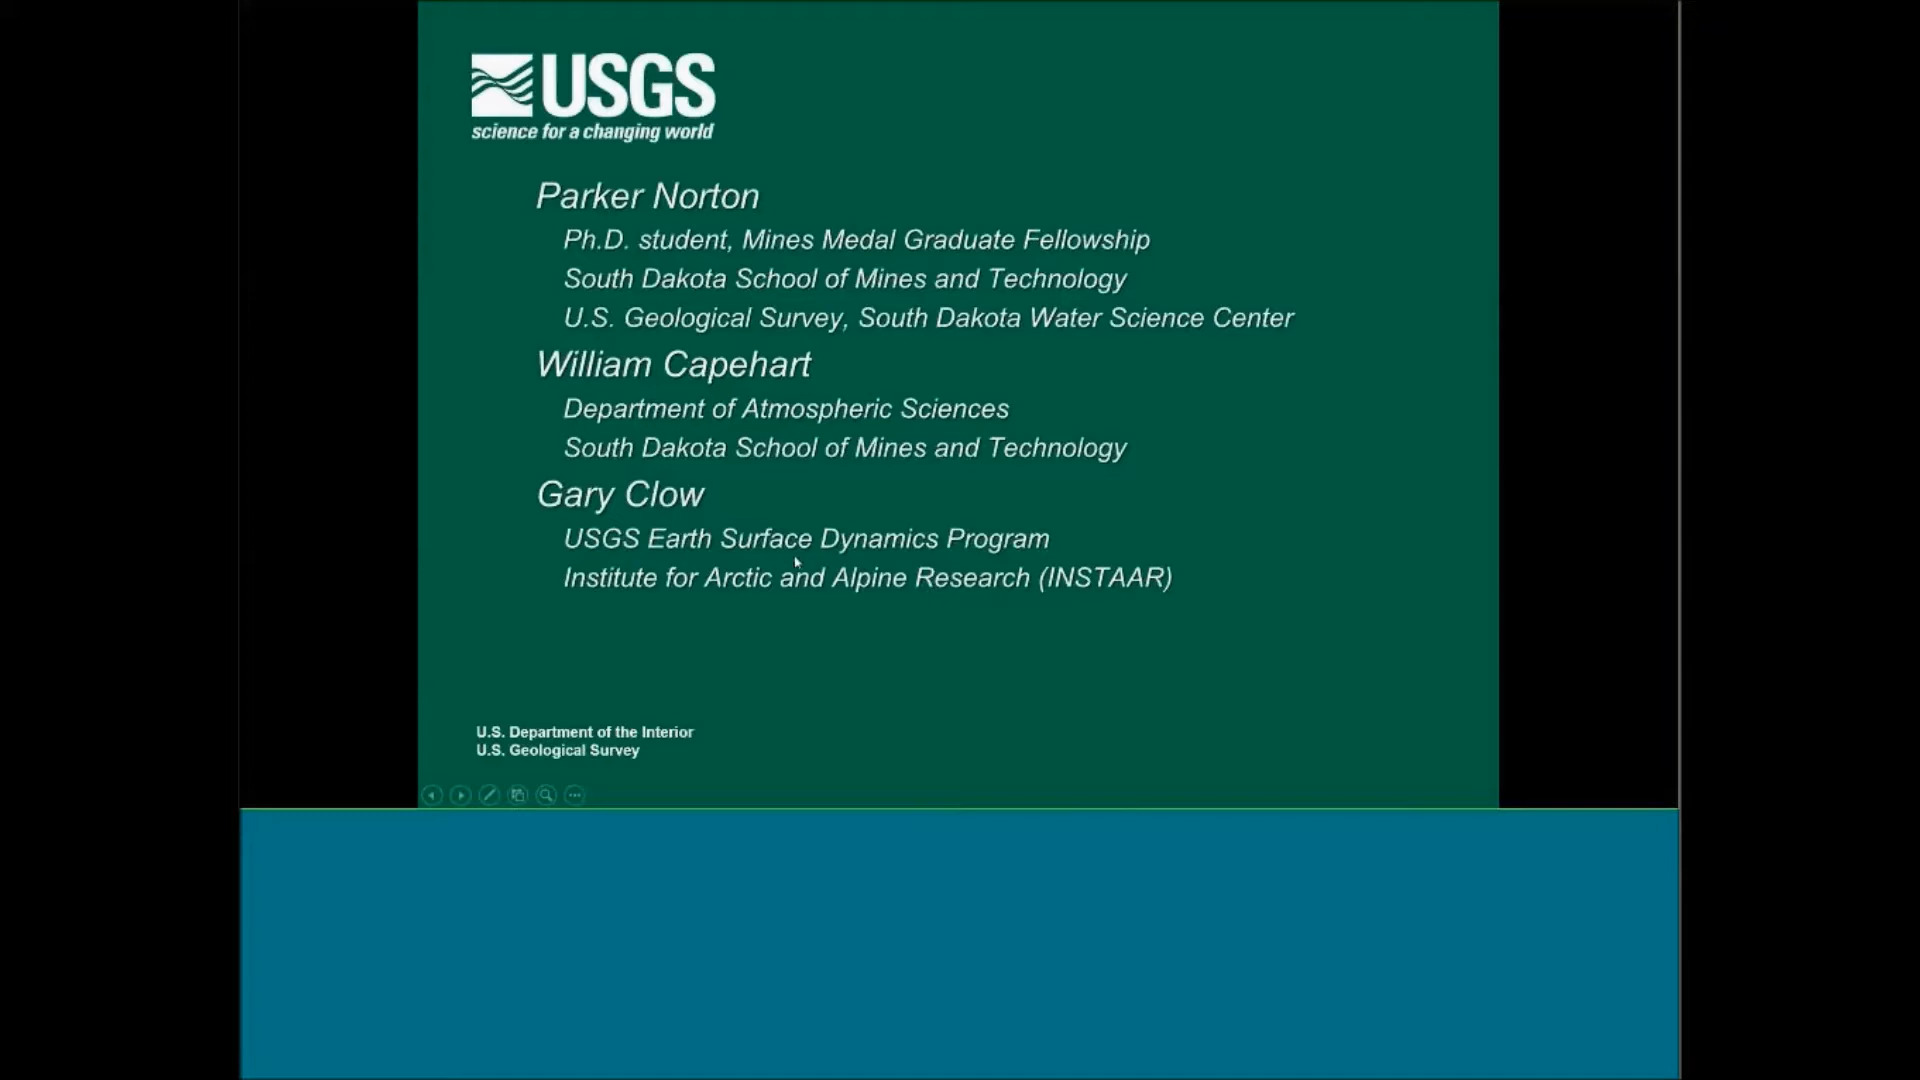 USGS
science for a changing world
Parker Norton
Ph.D. student, Mines Medal Graduate Fellowship
South Dakota School of Mines and Technology
U.S. Geological Survey, South Dakota Water Science Center
William Capehart
Department of Atmospheric Sciences
South Dakota School of Mines and Technology
Gary Clow
USGS Earth Surface Dynamics Program
Institute for Arctic and Alpine Research (INSTAAR)
U.S. Department of the Interior
U.S. Geological Survey